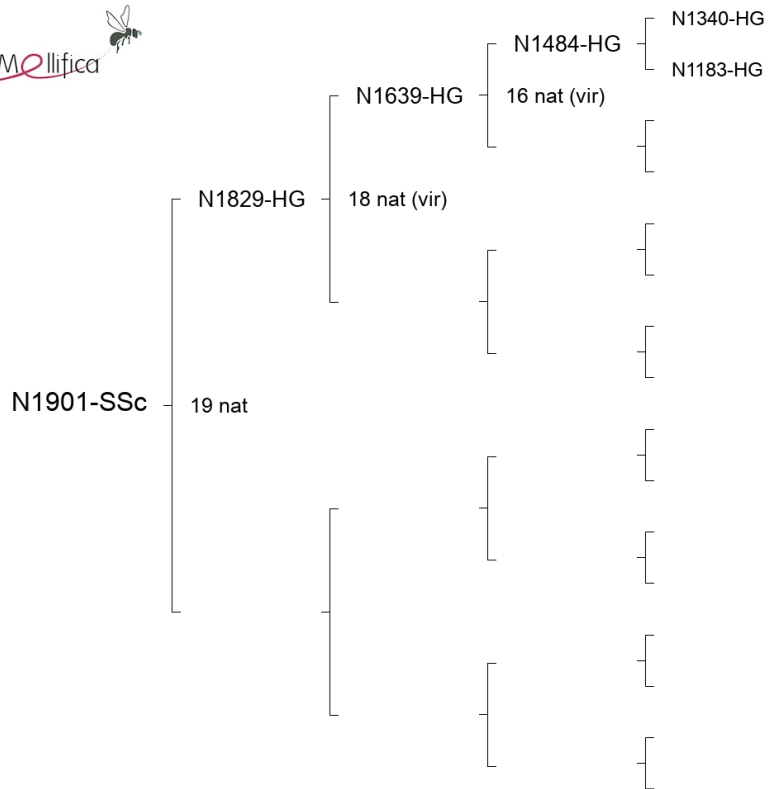 Mellifica
N1340-HG
N1484-HG
N1183-HG
N1639-HG
16 nat (vir)
N1829-HG
18 nat (vir)
N1901-SSc
19 nat